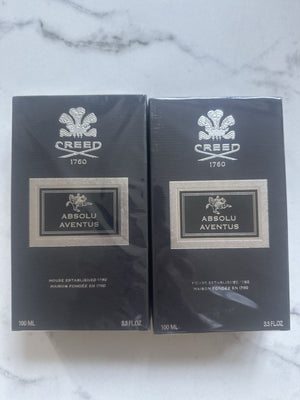 CREED
1760
ABSOLU
AVENTUS
HOUSE ESTABLISHED 1760
MAISON FONDÉE EN 1760
100 ML 3.3 FL OZ
CREED
1760
ABSOLU
AVENTUS
HOUSE ESTABLISHED 1760
MAISON FONDÉE EN 1760
100 ML 3.3 FL OZ